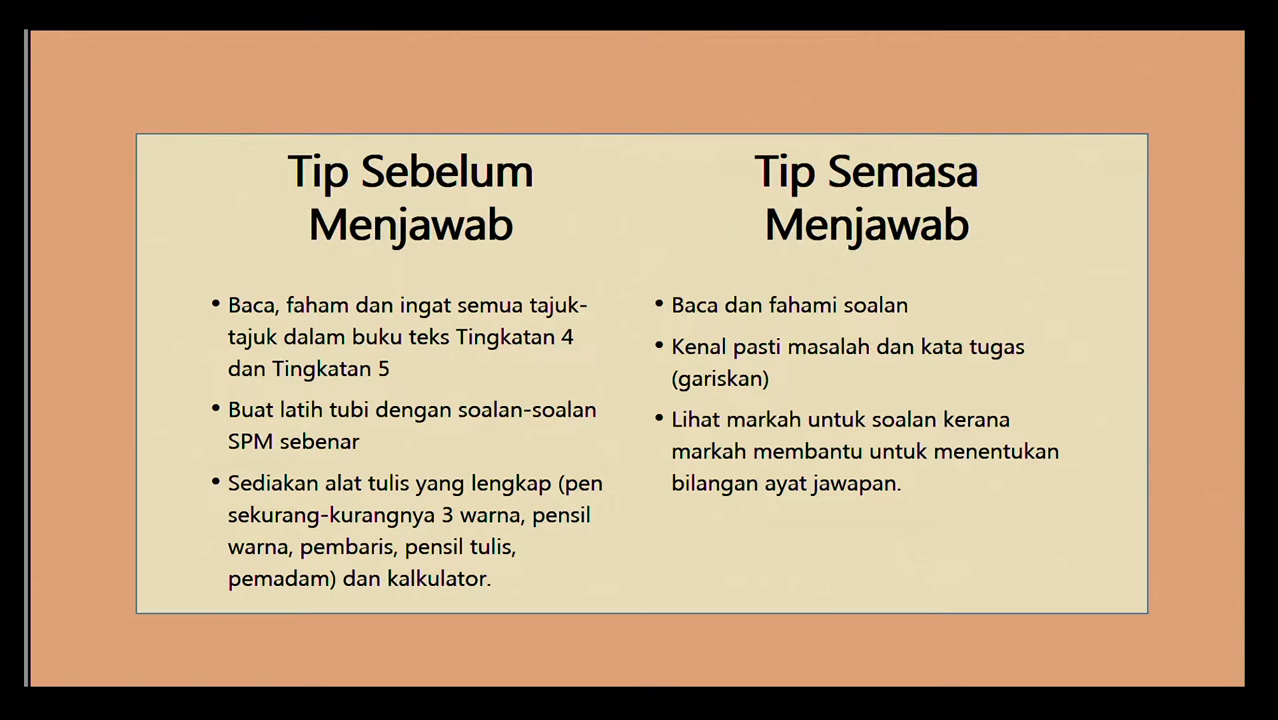 Tip Sebelum
Menjawab
• Baca, faham dan ingat semua tajuk-
tajuk dalam buku teks Tingkatan 4
dan Tingkatan 5
• Buat latih tubi dengan soalan-soalan
SPM sebenar
• Sediakan alat tulis yang lengkap (pen
sekurang-kurangnya 3 warna, pensil
warna, pembaris, pensil tulis,
pemadam) dan kalkulator.
Tip Semasa
Menjawab
• Baca dan fahami soalan
• Kenal pasti masalah dan kata tugas
(gariskan)
• Lihat markah untuk soalan kerana
markah membantu untuk menentukan
bilangan ayat jawapan.